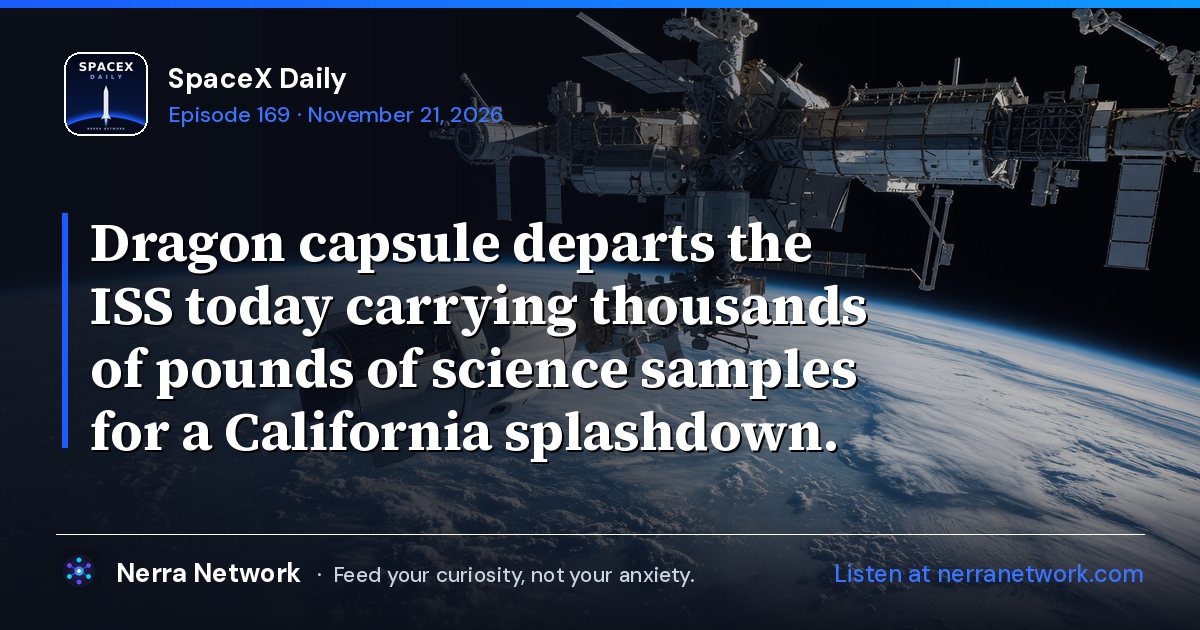 SPACEX
DAILY
NERRA NETWORK
SpaceX Daily
Episode 169 · November 21, 2026
Dragon capsule departs the
ISS today carrying thousands
of pounds of science samples
for a California splashdown.
Nerra Network · Feed your curiosity, not your anxiety.
Listen at nerranetwork.com